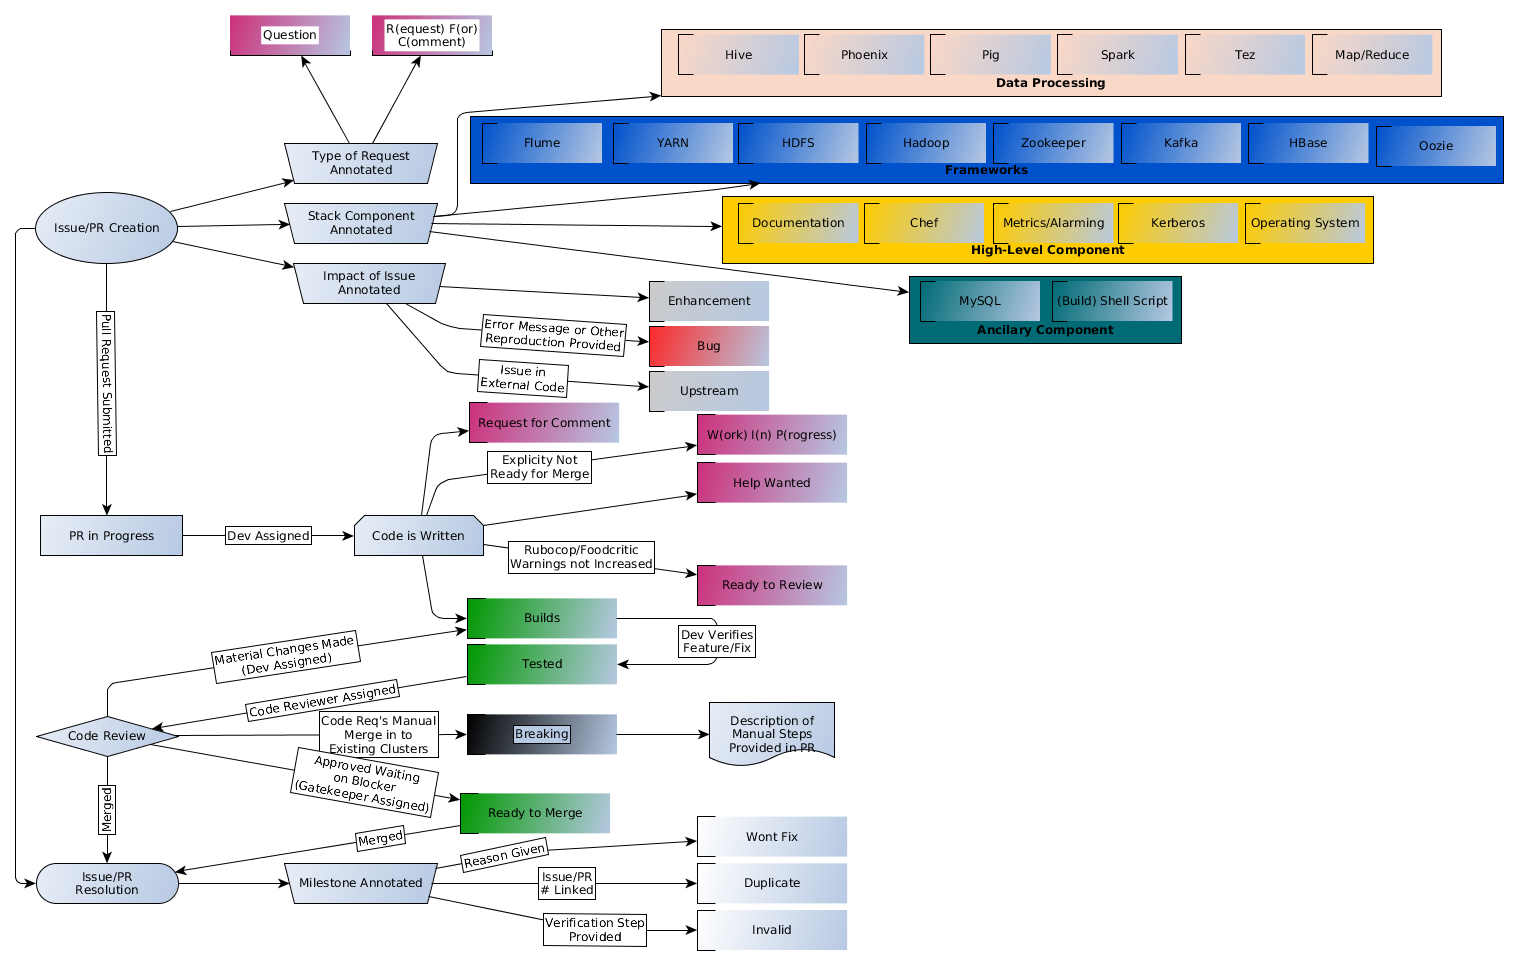 Question
R(equest) F(or)
C(omment)
Hive
Phoenix
Pig
Spark
Tez
Map/Reduce
Data Processing
Flume
YARN
HDFS
Hadoop
Zookeeper
Kafka
HBase
Oozie
Frameworks
Type of Request
Annotated
Stack Component
Annotated
Issue/PR Creation
Documentation
Chef
Metrics/Alarming
Kerberos
Operating System
High-Level Component
Impact of Issue
Annotated
MySQL
(Build) Shell Script
Ancilary Component
Enhancement
Error Message or Other
Reproduction Provided
Bug
Issue in
External Code
Upstream
Pull Request Submitted
Request for Comment
W(ork) I(n) P(rogress)
Explicity Not
Ready for Merge
Help Wanted
PR in Progress
Dev Assigned
Code is Written
Rubocop/Foodcritic
Warnings not Increased
Ready to Review
Builds
Dev Verifies
Feature/Fix
Material Changes Made
(Dev Assigned)
Tested
Code Reviewer Assigned
Code Review
Code Req's Manual
Merge in to
Existing Clusters
Breaking
Description of
Manual Steps
Provided in PR
Approved Waiting
on Blocker
(Gatekeeper Assigned)
Merged
Ready to Merge
Merged
Reason Given
Wont Fix
Issue/PR
Resolution
Milestone Annotated
Issue/PR
# Linked
Duplicate
Verification Step
Provided
Invalid